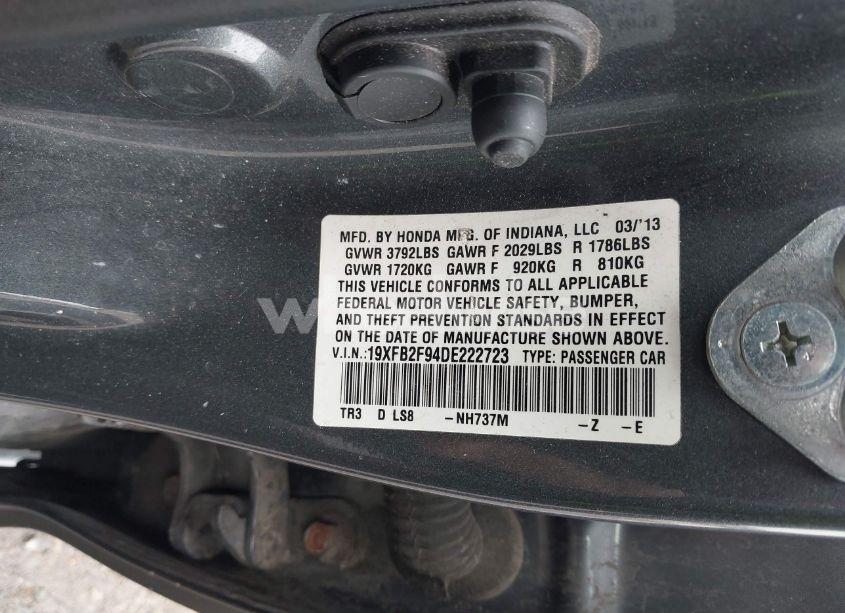 MFD. BY HONDA MFG. OF INDIANA, LLC 03/'13
GVWR 3792LBS GAWR F 2029LBS R 1786LBS
GVWR 1720KG GAWR F 920KG R 810KG
THIS VEHICLE CONFORMS TO ALL APPLICABLE
FEDERAL MOTOR VEHICLE SAFETY, BUMPER,
AND THEFT PREVENTION STANDARDS IN EFFECT
ON THE DATE OF MANUFACTURE SHOWN ABOVE.
V.I.N.:19XFB2F94DE222723 TYPE: PASSENGER CAR
TR3 D LS8 -NH737M -Z -E